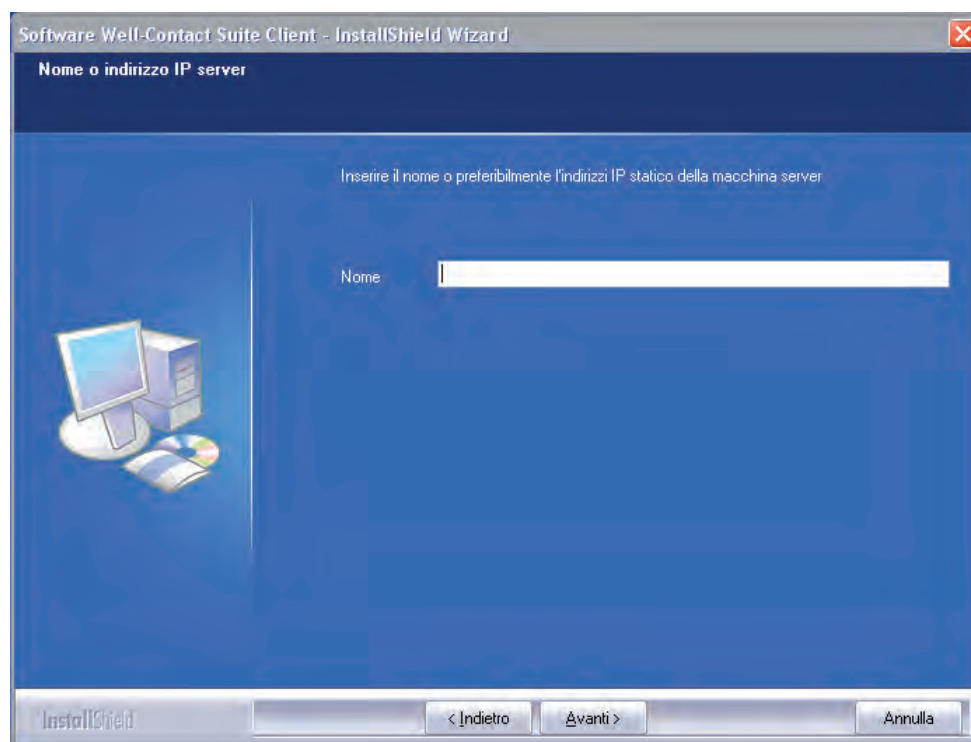 Software Well-Contact Suite Client - InstallShield Wizard
Nome o indirizzo IP server
Inserire il nome o preferibilmente l'indirizzi IP statico della macchina server
Nome
InstallShield
< Indietro
Avanti >
Annulla